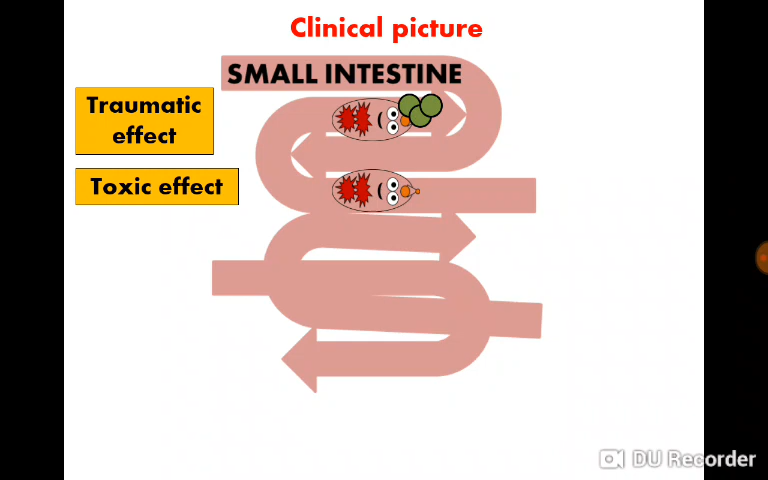 Clinical picture
SMALL INTESTINE
Traumatic
effect
Toxic effect
DU Recorder